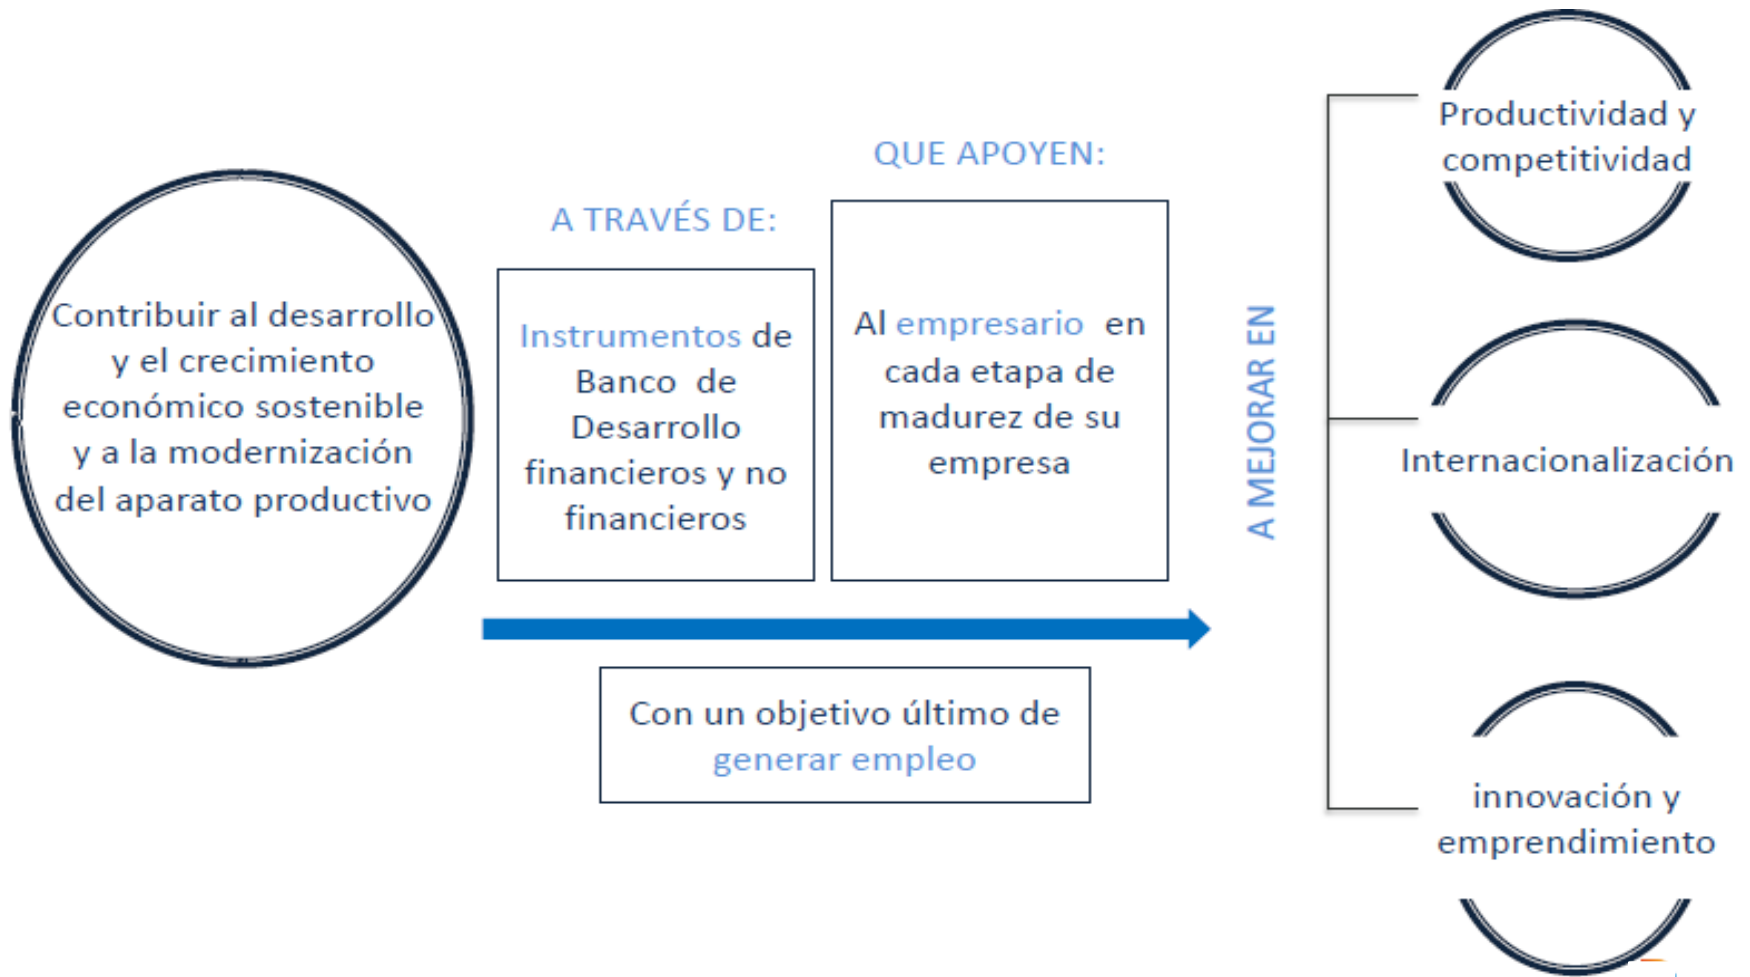 Contribuir al desarrollo
y el crecimiento
económico sostenible
y a la modernización
del aparato productivo
A TRAVÉS DE:
Instrumentos de
Banco de
Desarrollo
financieros y no
financieros
QUE APOYEN:
Al empresario en
cada etapa de
madurez de su
empresa
Con un objetivo último de
generar empleo
A MEJORAR EN
Productividad y
competitividad
Internacionalización
innovación y
emprendimiento